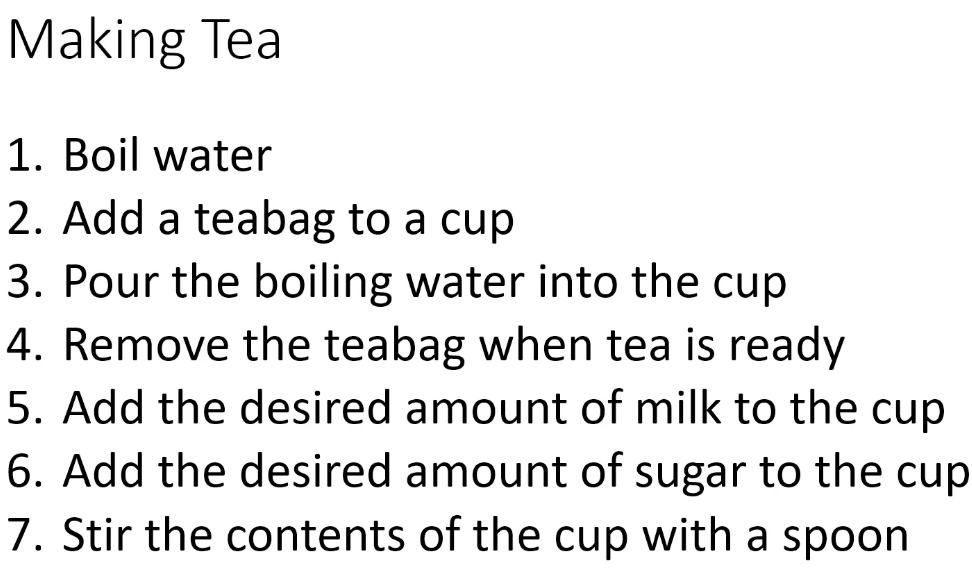 Making Tea
1. Boil water
2. Add a teabag to a cup
3. Pour the boiling water into the cup
4. Remove the teabag when tea is ready
5. Add the desired amount of milk to the cup
6. Add the desired amount of sugar to the cup
7. Stir the contents of the cup with a spoon